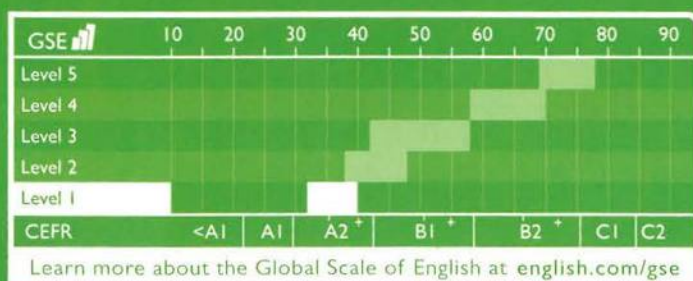 GSE 10 20 30 40 50 60 70 80 90
Level 5
Level 4
Level 3
Level 2
Level 1
CEFR <A1 A1 A2 + B1 + B2 + C1 C2
Learn more about the Global Scale of English at english.com/gse